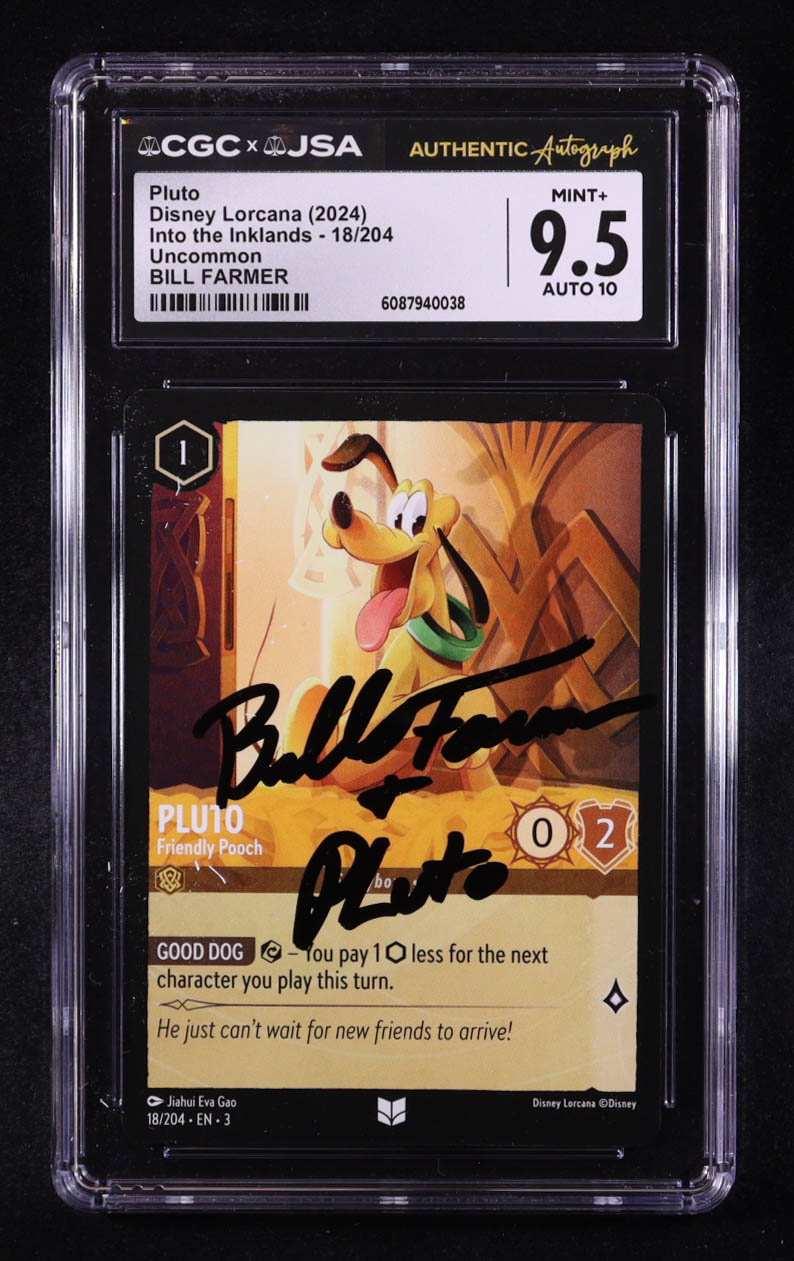 CGC x JSA AUTHENTIC Autograph
Pluto
Disney Lorcana (2024)
Into the Inklands - 18/204
Uncommon
BILL FARMER
6087940038
MINT+
9.5
AUTO 10
1
Bill Farmer
+
Pluto
PLUTO
Friendly Pooch
0 2
GOOD DOG – You pay 1 less for the next
character you play this turn.
He just can't wait for new friends to arrive!
Jiahui Eva Gao
18/204 • EN • 3
Disney Lorcana ©Disney